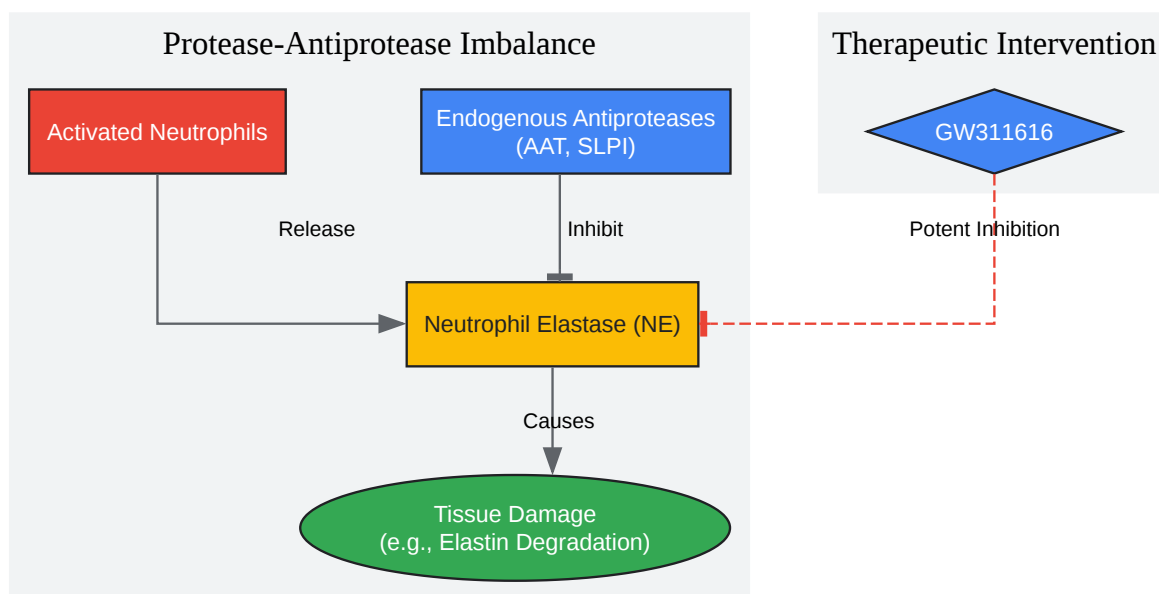 Protease-Antiprotease Imbalance
Therapeutic Intervention
Activated Neutrophils
Endogenous Antiproteases
(AAT, SLPI)
GW311616
Release
Inhibit
Potent Inhibition
Neutrophil Elastase (NE)
Causes
Tissue Damage
(e.g., Elastin Degradation)